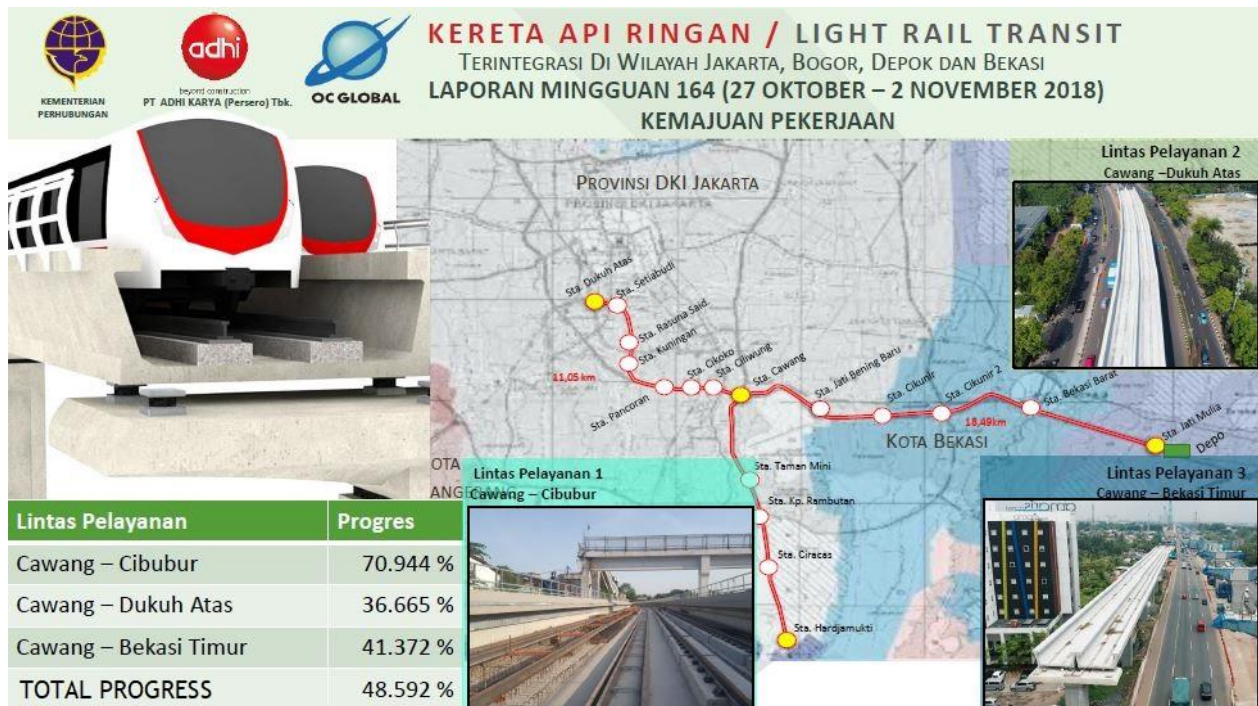 KERETA API RINGAN / LIGHT RAIL TRANSIT
TERINTEGRASI DI WILAYAH JAKARTA, BOGOR, DEPOK DAN BEKASI
LAPORAN MINGGUAN 164 (27 OKTOBER – 2 NOVEMBER 2018)
KEMAJUAN PEKERJAAN
KEMENTERIAN
PERHUBUNGAN
adhi
beyond construction
PT ADHI KARYA (Persero) Tbk.
OC GLOBAL
PROVINSI DKI JAKARTA
PROVINSI DKI JAKARTA
Lintas Pelayanan 2
Cawang –Dukuh Atas
Sta. Dukuh Atas
Sta. Setiabudi
Sta. Rasuna Said.
Sta. Kuningan
11,05 km
Sta. Pancoran
Sta. Cikoko
Sta. Ciliwung
Sta. Cawang
Sta. Jati Bening Baru
Sta. Cikunir
Sta. Cikunir 2
18,49km
Sta. Bekasi Barat
Sta. Jati Mulia
Depo
KOTA BEKASI
OTA
ANGERANG
Sta. Taman Mini
Sta. Kp. Rambutan
Sta. Ciracas
Sta. Hardjamukti
Lintas Pelayanan 1
Cawang – Cibubur
Lintas Pelayanan 3
Cawang – Bekasi Timur
Lintas Pelayanan Progres
Cawang – Cibubur 70.944 %
Cawang – Dukuh Atas 36.665 %
Cawang – Bekasi Timur 41.372 %
TOTAL PROGRESS 48.592 %